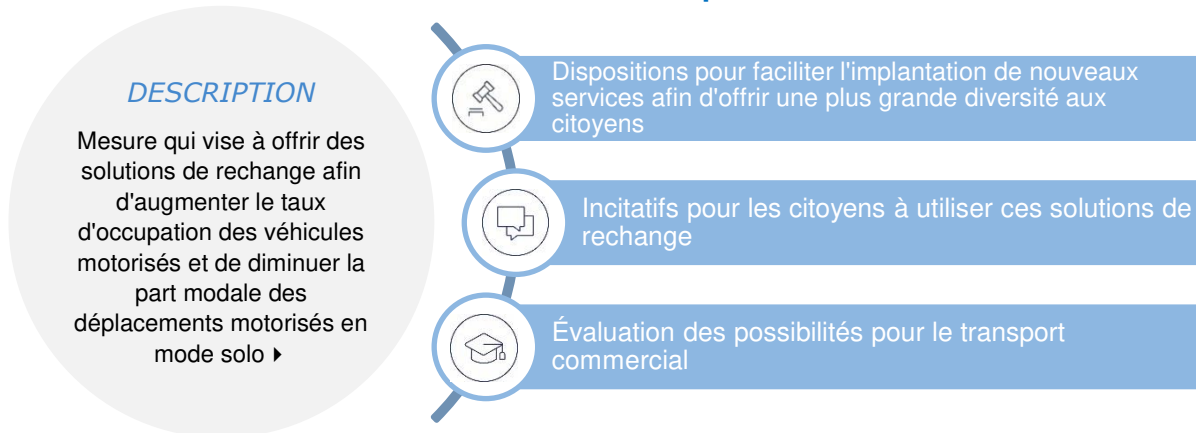 DESCRIPTION
Mesure qui vise à offrir des
solutions de rechange afin
d'augmenter le taux
d'occupation des véhicules
motorisés et de diminuer la
part modale des
déplacements motorisés en
mode solo ▸
Dispositions pour faciliter l'implantation de nouveaux
services afin d'offrir une plus grande diversité aux
citoyens
Incitatifs pour les citoyens à utiliser ces solutions de
rechange
Évaluation des possibilités pour le transport
commercial